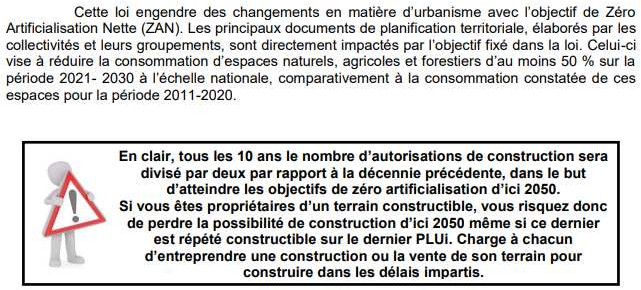 Cette loi engendre des changements en matière d'urbanisme avec l'objectif de Zéro
Artificialisation Nette (ZAN). Les principaux documents de planification territoriale, élaborés par les
collectivités et leurs groupements, sont directement impactés par l'objectif fixé dans la loi. Celui-ci
vise à réduire la consommation d'espaces naturels, agricoles et forestiers d'au moins 50 % sur la
période 2021- 2030 à l'échelle nationale, comparativement à la consommation constatée de ces
espaces pour la période 2011-2020.
En clair, tous les 10 ans le nombre d'autorisations de construction sera
divisé par deux par rapport à la décennie précédente, dans le but
d'atteindre les objectifs de zéro artificialisation d'ici 2050.
Si vous êtes propriétaires d'un terrain constructible, vous risquez donc
de perdre la possibilité de construction d'ici 2050 même si ce dernier
est répété constructible sur le dernier PLUi. Charge à chacun
d'entreprendre une construction ou la vente de son terrain pour
construire dans les délais impartis.